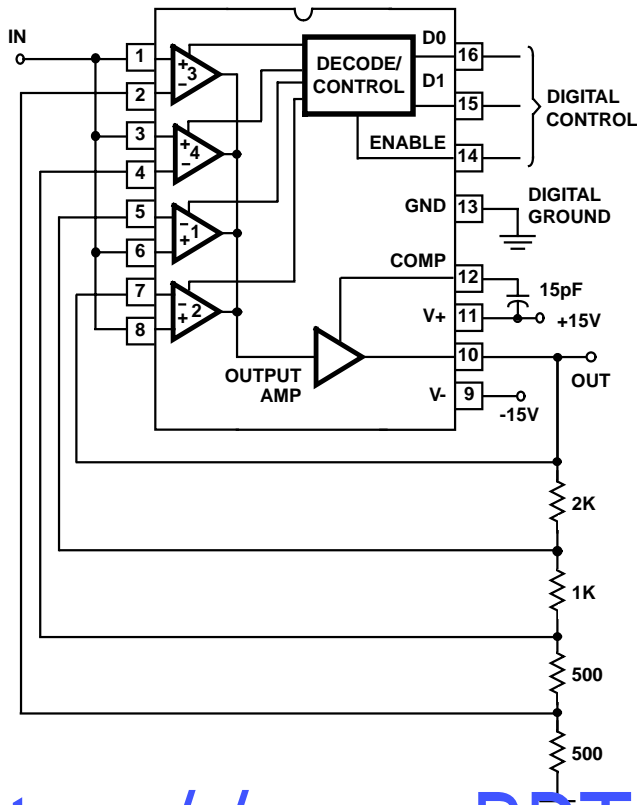 IN
1
2
3
4
5
6
7
8
+
−
3
+
−
4
−
+
1
−
+
2
DECODE/
CONTROL
D0
16
D1
15
ENABLE
14
DIGITAL
CONTROL
GND
13
DIGITAL
GROUND
COMP
12
15pF
V+
11
+15V
10
OUT
OUTPUT
AMP
V-
9
-15V
2K
1K
500
500